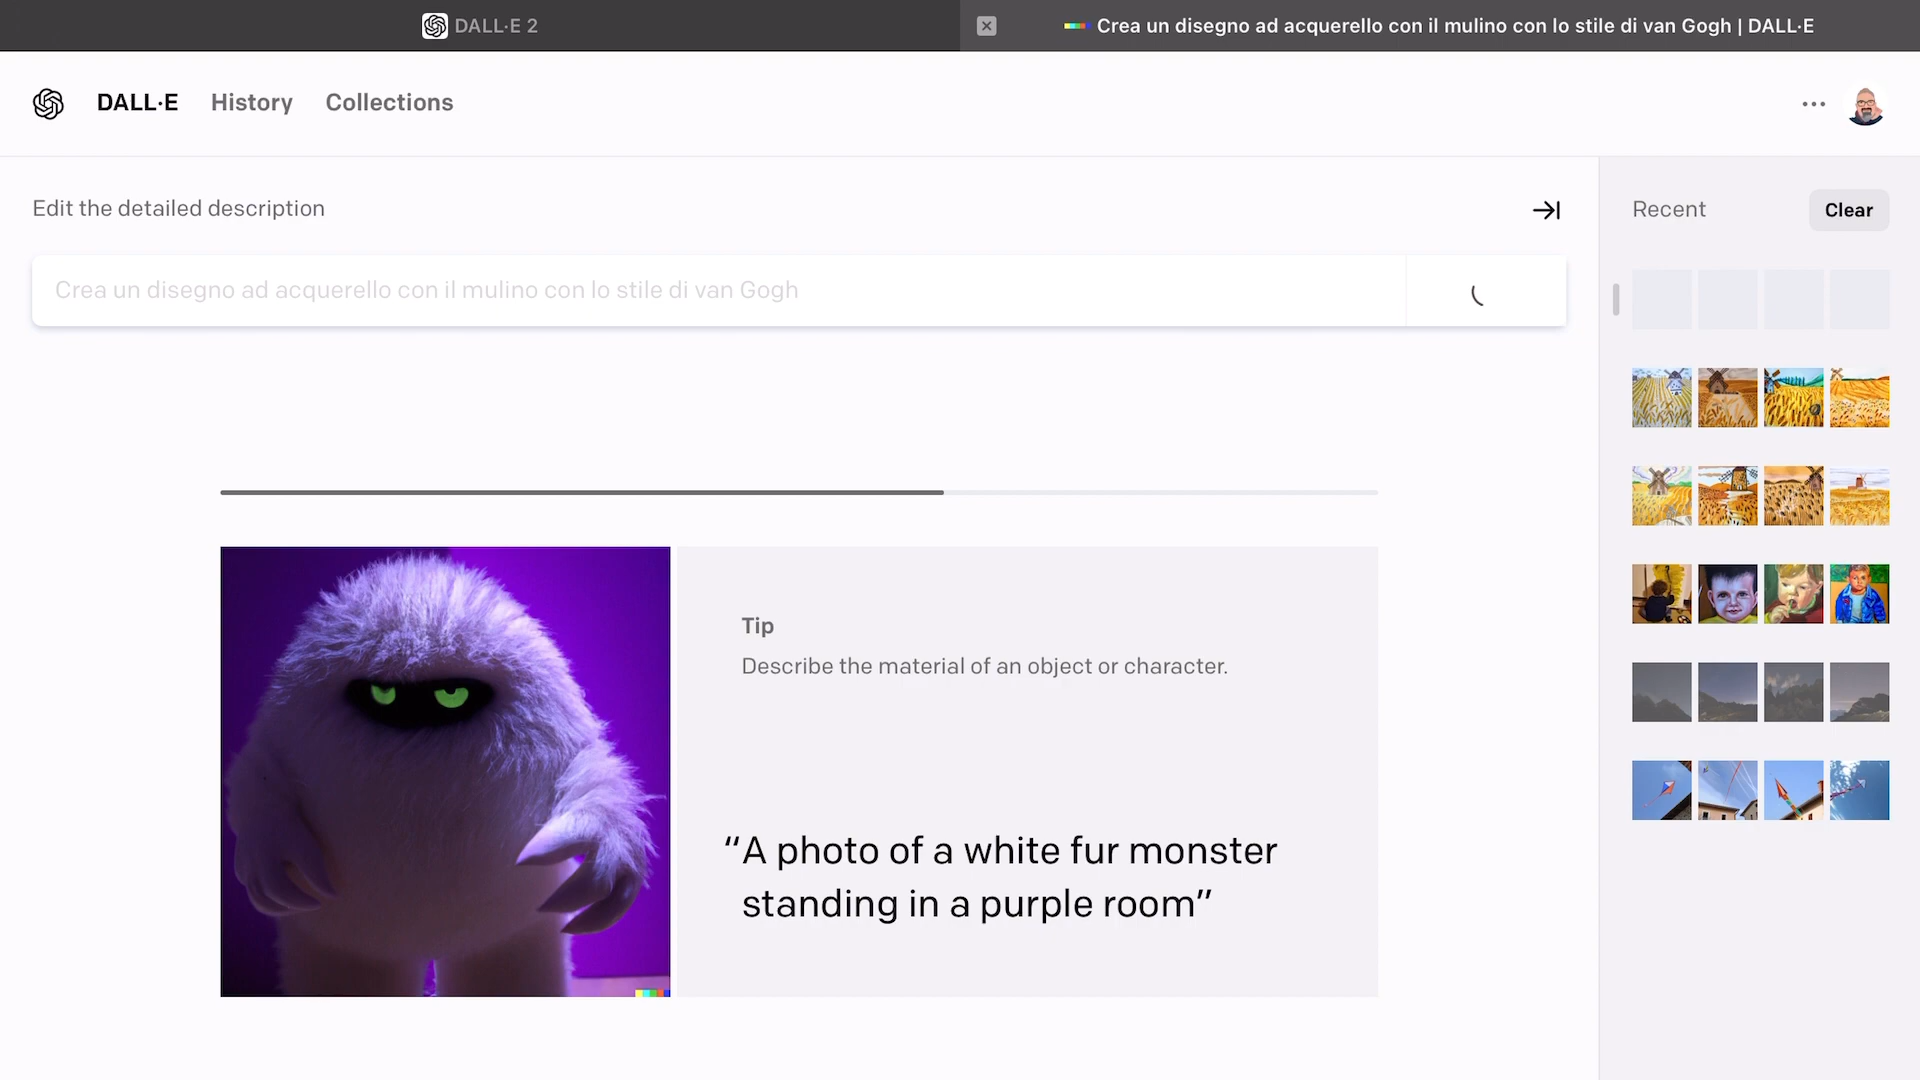 DALL·E 2
Crea un disegno ad acquerello con il mulino con lo stile di van Gogh | DALL·E
DALL·E
History
Collections
Edit the detailed description
Recent
Clear
Crea un disegno ad acquerello con il mulino con lo stile di van Gogh
Tip
Describe the material of an object or character.
“A photo of a white fur monster
standing in a purple room”